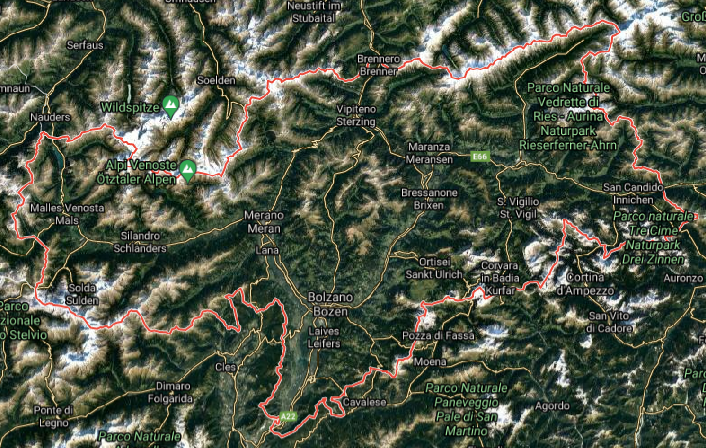 Neustift im
Stubaital
Serfaus
Nauders
Wildspitze
Soelden
Brennero
Brenner
Vipiteno
Sterzing
Parco Naturale
Vedrette di
Ries - Aurina
Naturpark
Rieserferner-Ahrn
Maranza
Meransen
E66
Alpi Venoste
Ötztaler Alpen
Bressanone
Brixen
San Candido
Innichen
S. Vigilio
St. Vigil
Malles Venosta
Mals
Merano
Meran
Parco naturale
Tre Cime
Naturpark
Drei Zinnen
Silandro
Schlanders
Lana
Ortisei
Sankt Ulrich
Corvara
in Badia
Kurfar
Cortina
d'Ampezzo
Auronzo
Solda
Sulden
Parco
zionale
o Stelvio
Bolzano
Bozen
Laives
Leifers
Pozza di Fassa
San Vito
di Cadore
Moena
Cles
Dimaro
Folgarida
Cavalese
Parco Naturale
Paneveggio
Pale di San
Martino
Agordo
Ponte di
Legno
A22
Parco Naturale